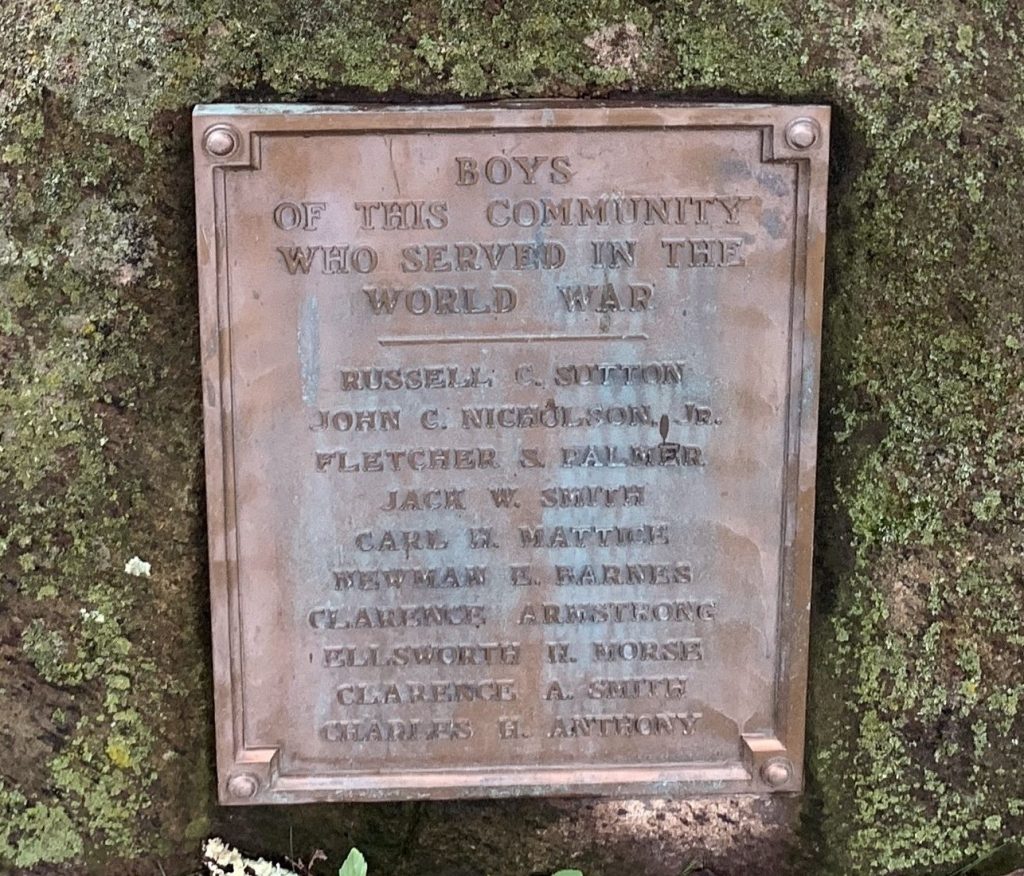 BOYS
OF THIS COMMUNITY
WHO SERVED IN THE
WORLD WAR
RUSSELL C. SUTTON
JOHN C. NICHOLSON, JR.
FLETCHER S. PALMER
JACK W. SMITH
CARL H. MATTICE
NEWMAN E. BARNES
CLARENCE ARMSTRONG
ELLSWORTH H. MORSE
CLARENCE A. SMITH
CHARLES H. ANTHONY